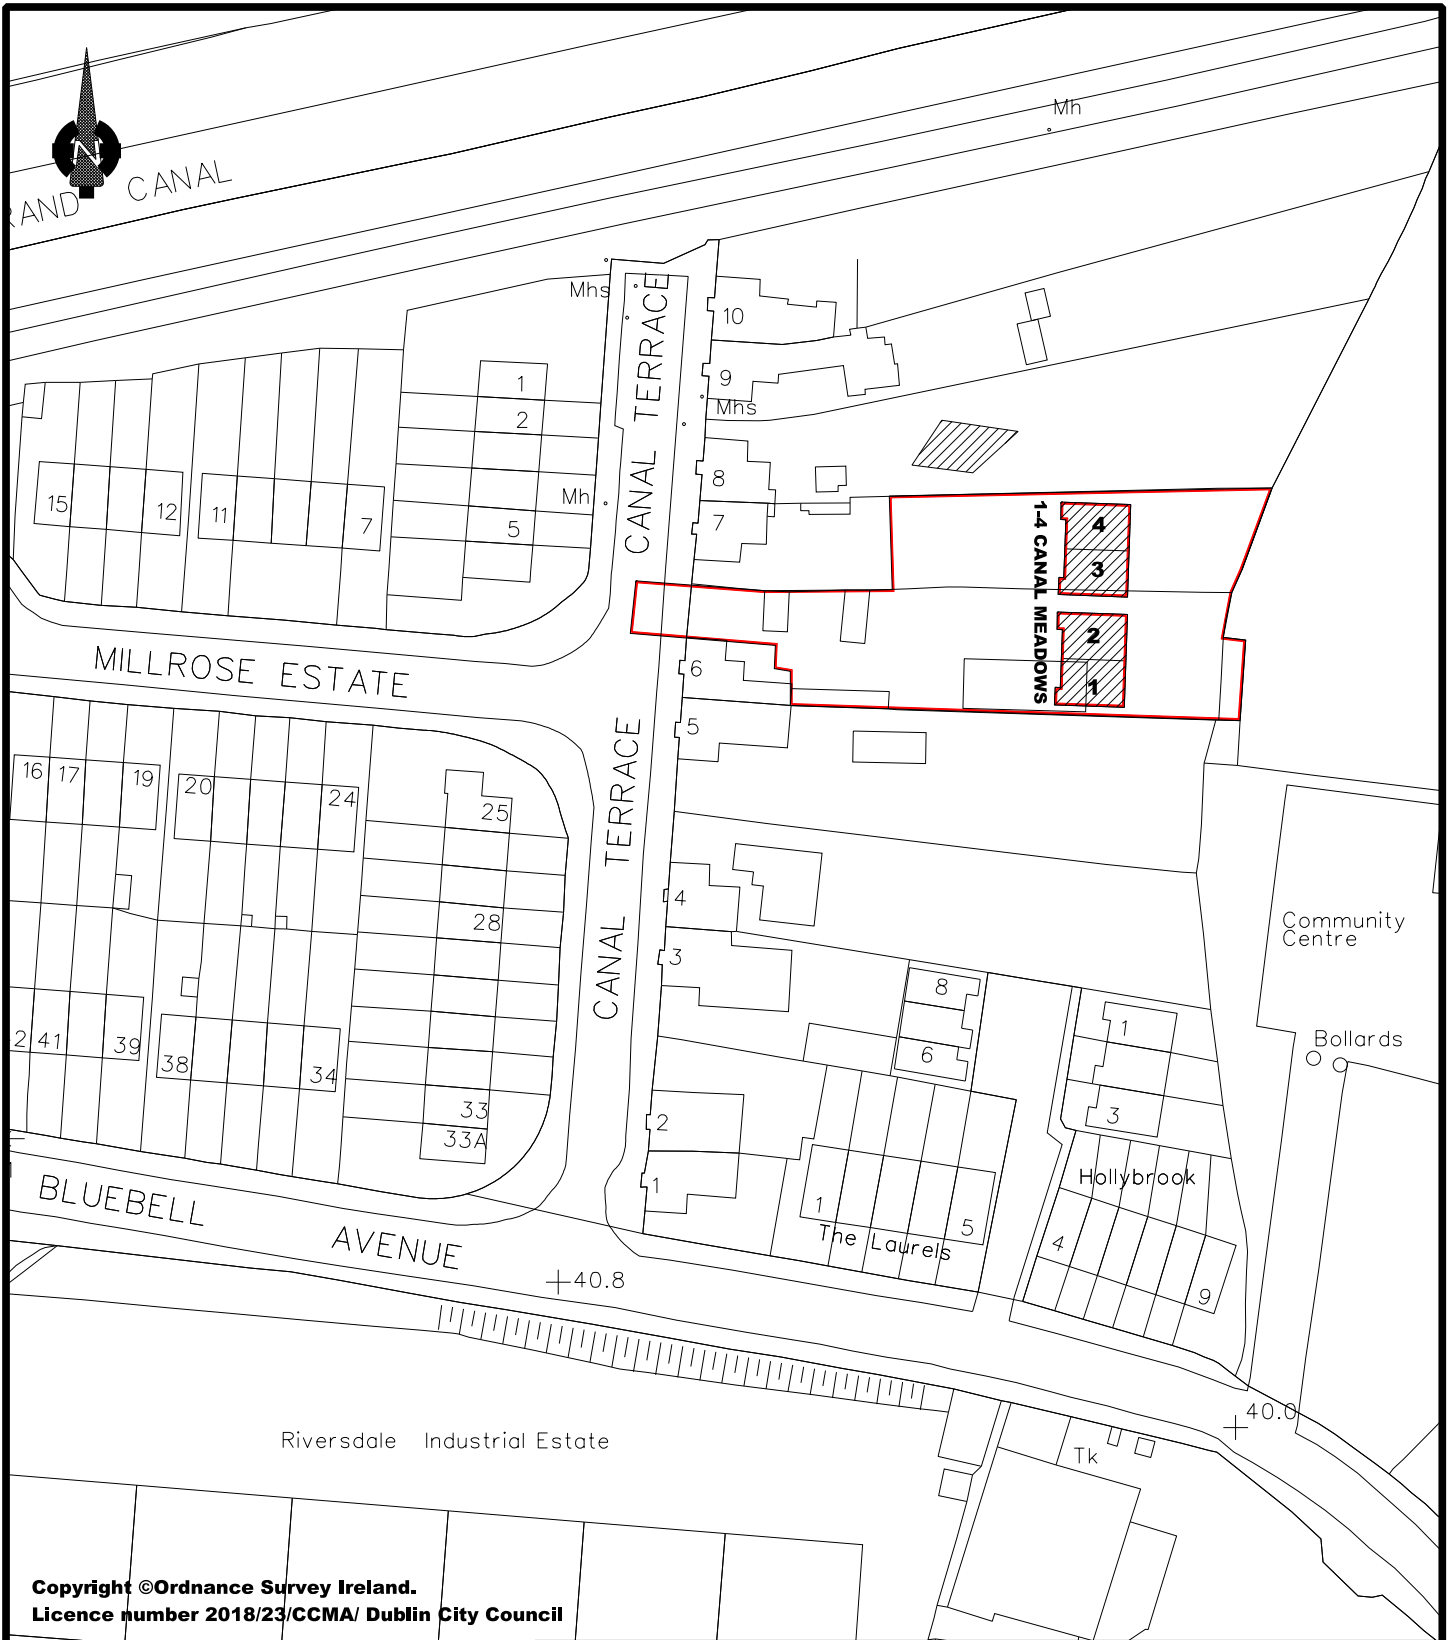 Mh
N
RAND CANAL
Mhs
CANAL TERRACE
10
9
Mhs
1
2
5
8
7
Mh
15
12
11
7
1-4 CANAL MEADOWS
4
3
2
1
MILLROSE ESTATE
6
5
CANAL TERRACE
16
17
19
20
24
25
28
4
3
Community
Centre
8
6
1
3
Bollards
2
41
39
38
34
33
33A
2
1
Hollybrook
1
5
The Laurels
4
9
BLUEBELL AVENUE
40.8
40.0
Riversdale Industrial Estate
Tk
Copyright ©Ordnance Survey Ireland.
Licence number 2018/23/CCMA/ Dublin City Council